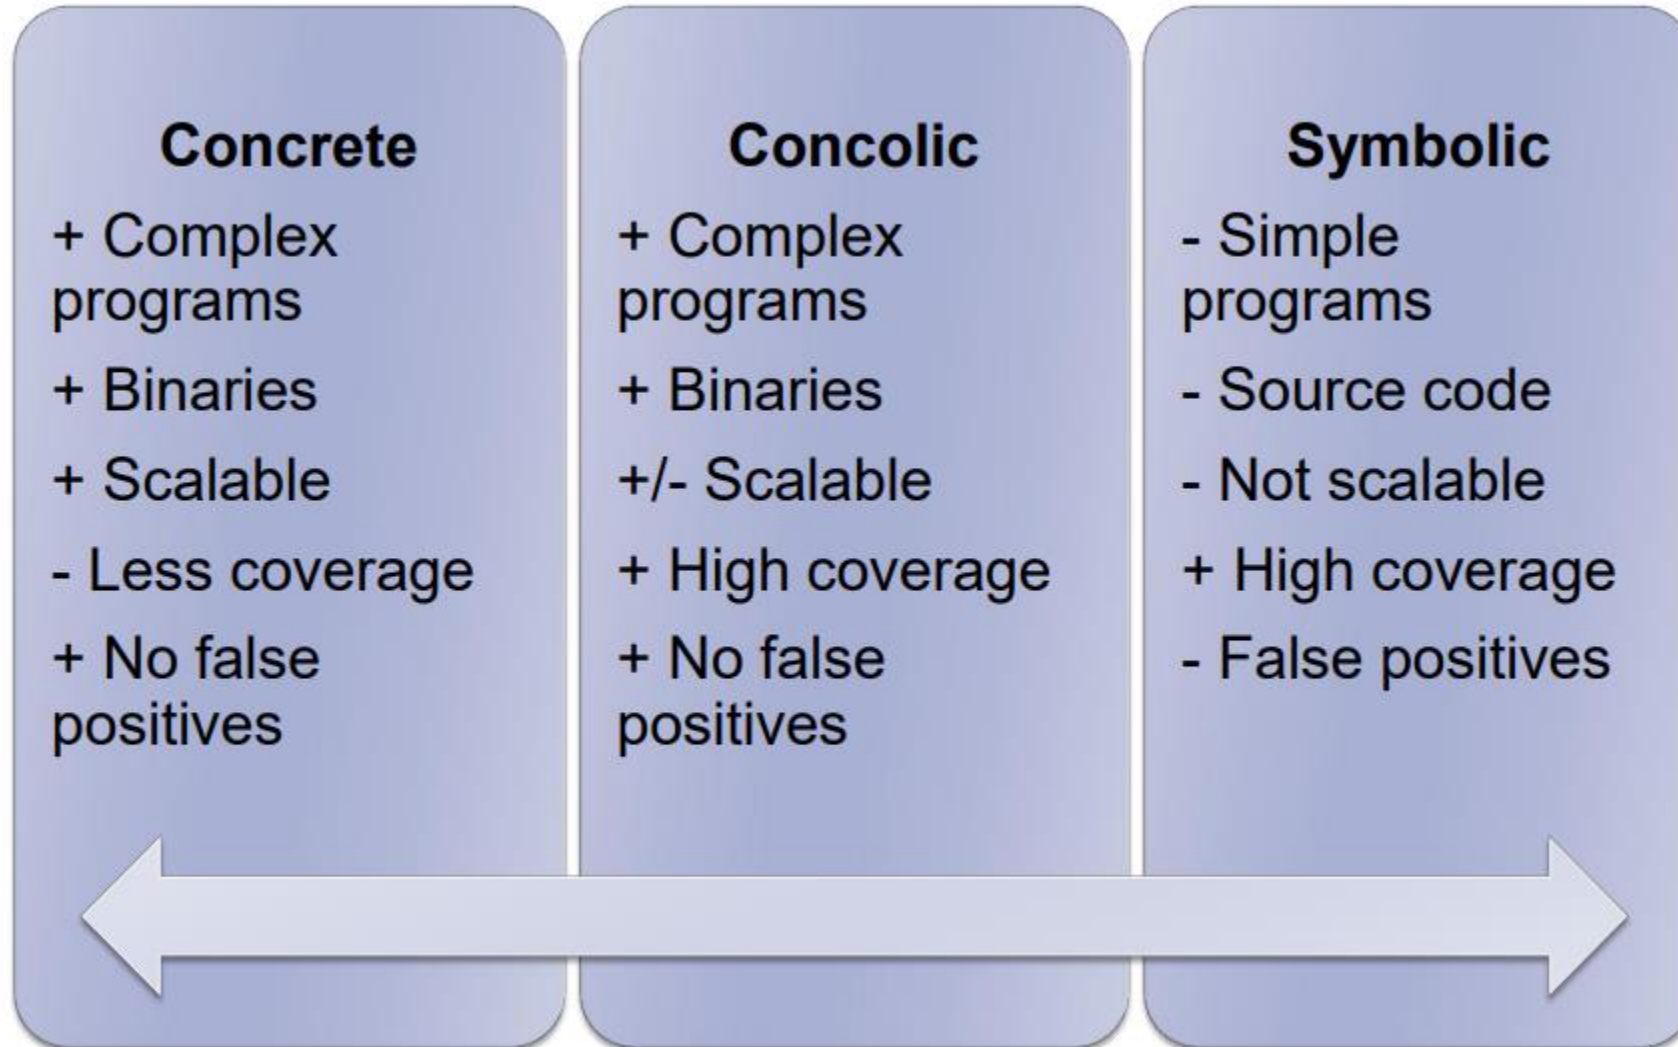 Concrete
+ Complex
programs
+ Binaries
+ Scalable
- Less coverage
+ No false
positives
Concolic
+ Complex
programs
+ Binaries
+/- Scalable
+ High coverage
+ No false
positives
Symbolic
- Simple
programs
- Source code
- Not scalable
+ High coverage
- False positives